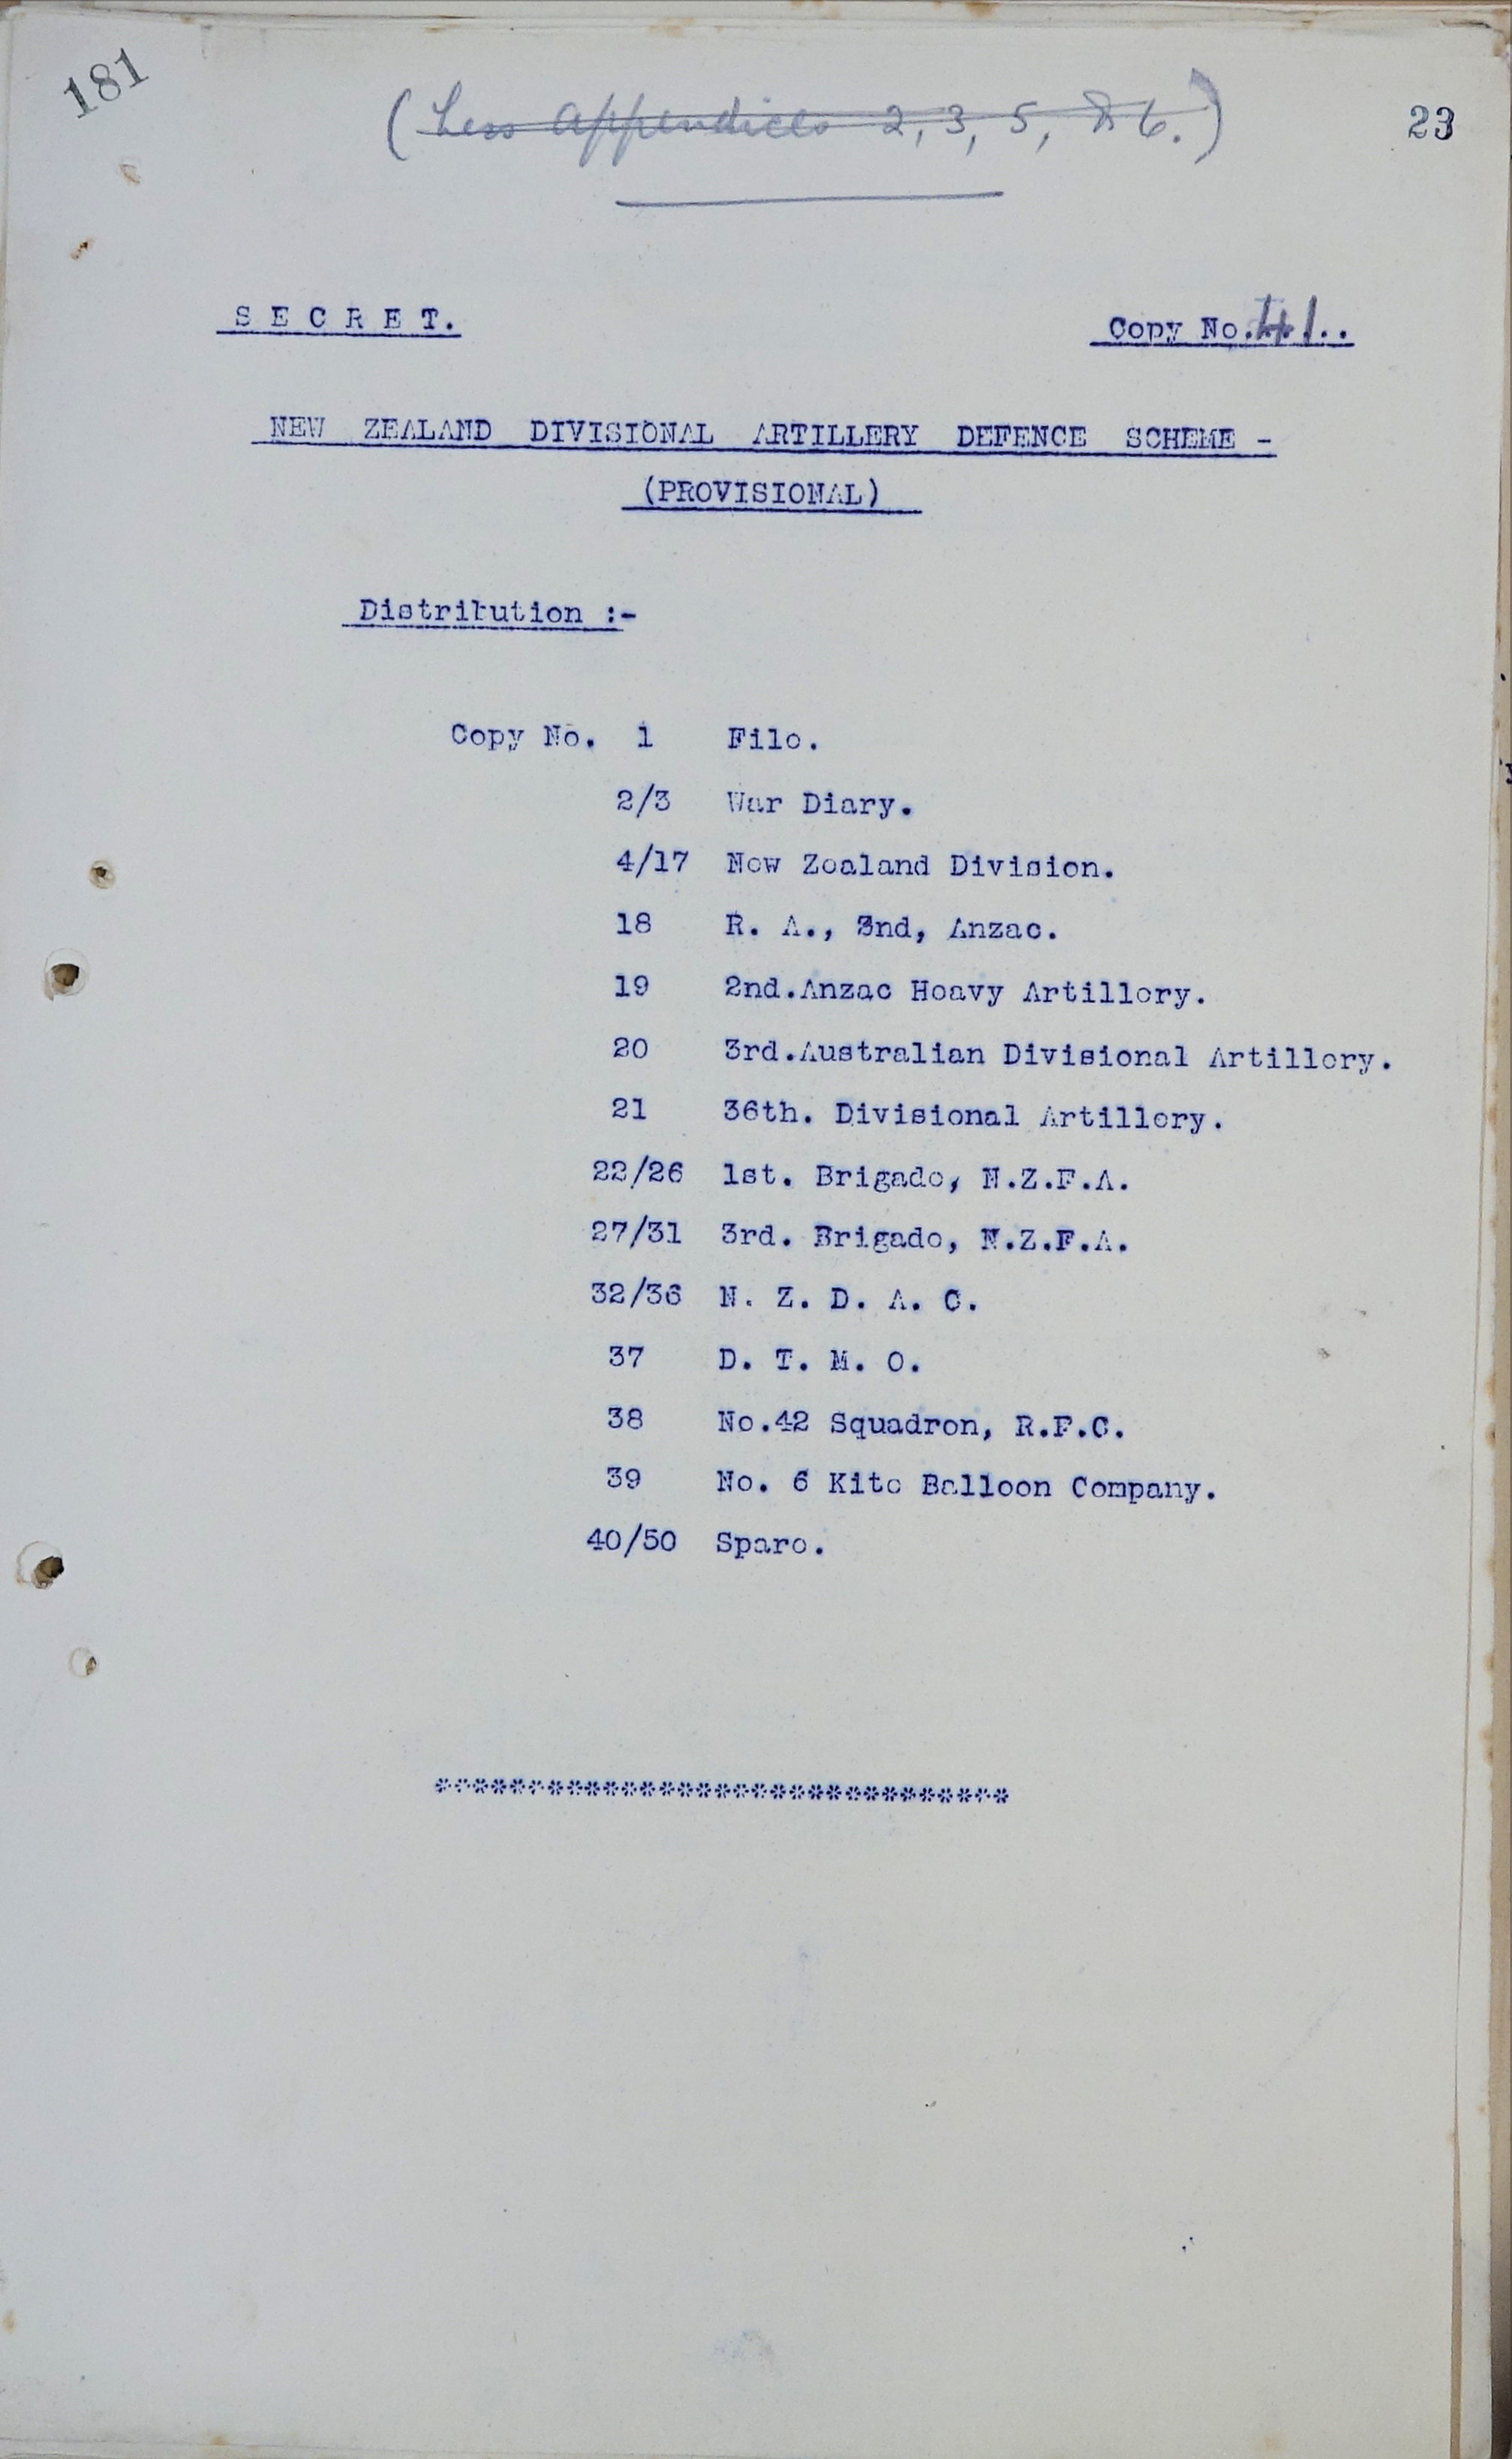 181
(Less Appendices 2, 3, 5, & 6.)
23
S E C R E T.
Copy No. 41..
NEW ZEALAND DIVISIONAL ARTILLERY DEFENCE SCHEME -
(PROVISIONAL)
Distribution :-
Copy No. 1 File.
2/3 War Diary.
4/17 New Zealand Division.
18 R. A., 2nd, Anzac.
19 2nd.Anzac Heavy Artillery.
20 3rd.Australian Divisional Artillery.
21 36th. Divisional Artillery.
22/26 1st. Brigade, N.Z.F.A.
27/31 3rd. Brigade, N.Z.F.A.
32/36 N. Z. D. A. C.
37 D. T. M. O.
38 No.42 Squadron, R.F.C.
39 No. 6 Kite Balloon Company.
40/50 Spare.
*******************************